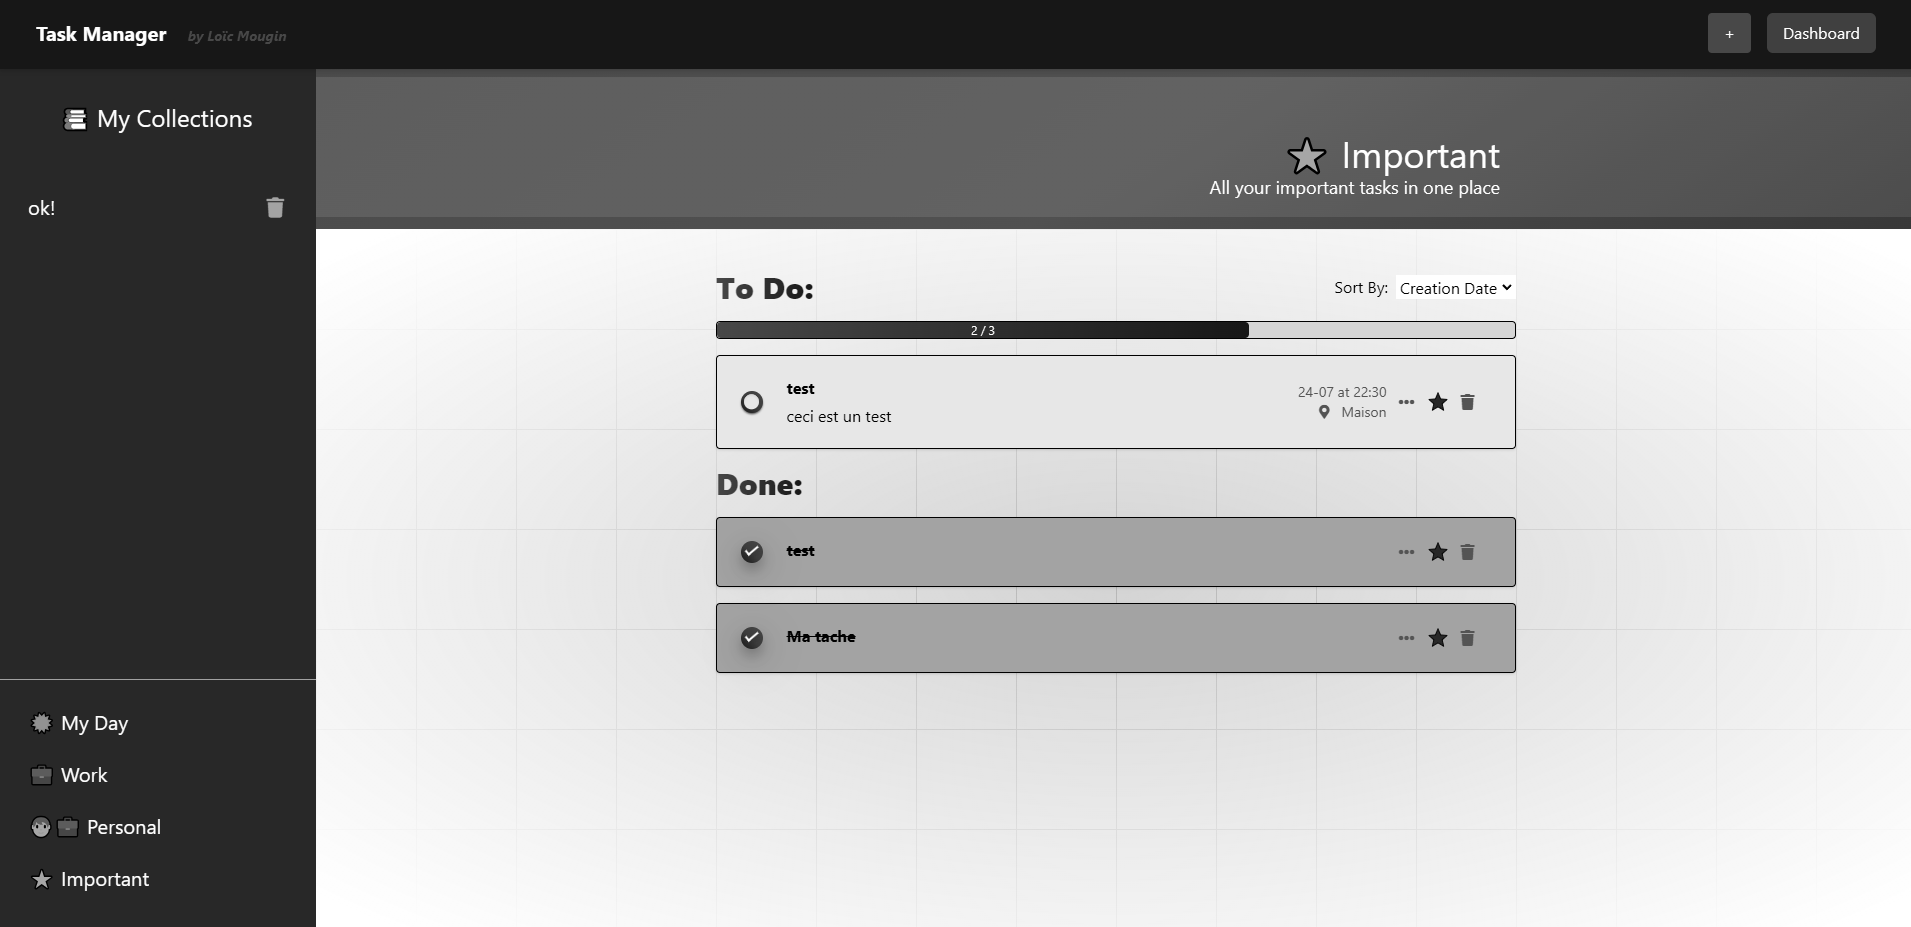 Task Manager by Loïc Mougin
+ Dashboard
My Collections
ok!
My Day
Work
Personal
Important
Important
All your important tasks in one place
To Do:
Sort By: Creation Date
2 / 3
test
ceci est un test
24-07 at 22:30
Maison
Done:
test
Ma tache